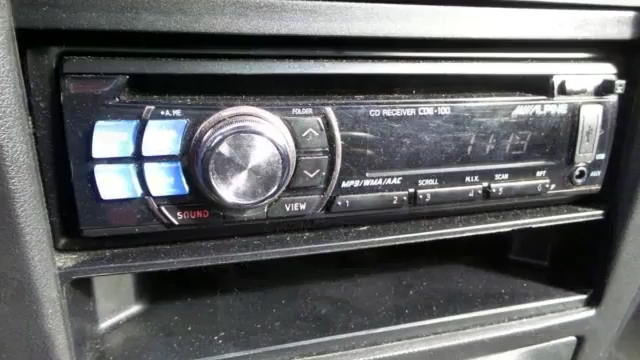 •A.ME
FOLDER
CD RECEIVER CDE-100
ALPINE
MP3/WMA/AAC
SCROLL
M.I.X.
SCAN
RPT
USB
AUX
1
2
3
4
5
6
SOUND
VIEW